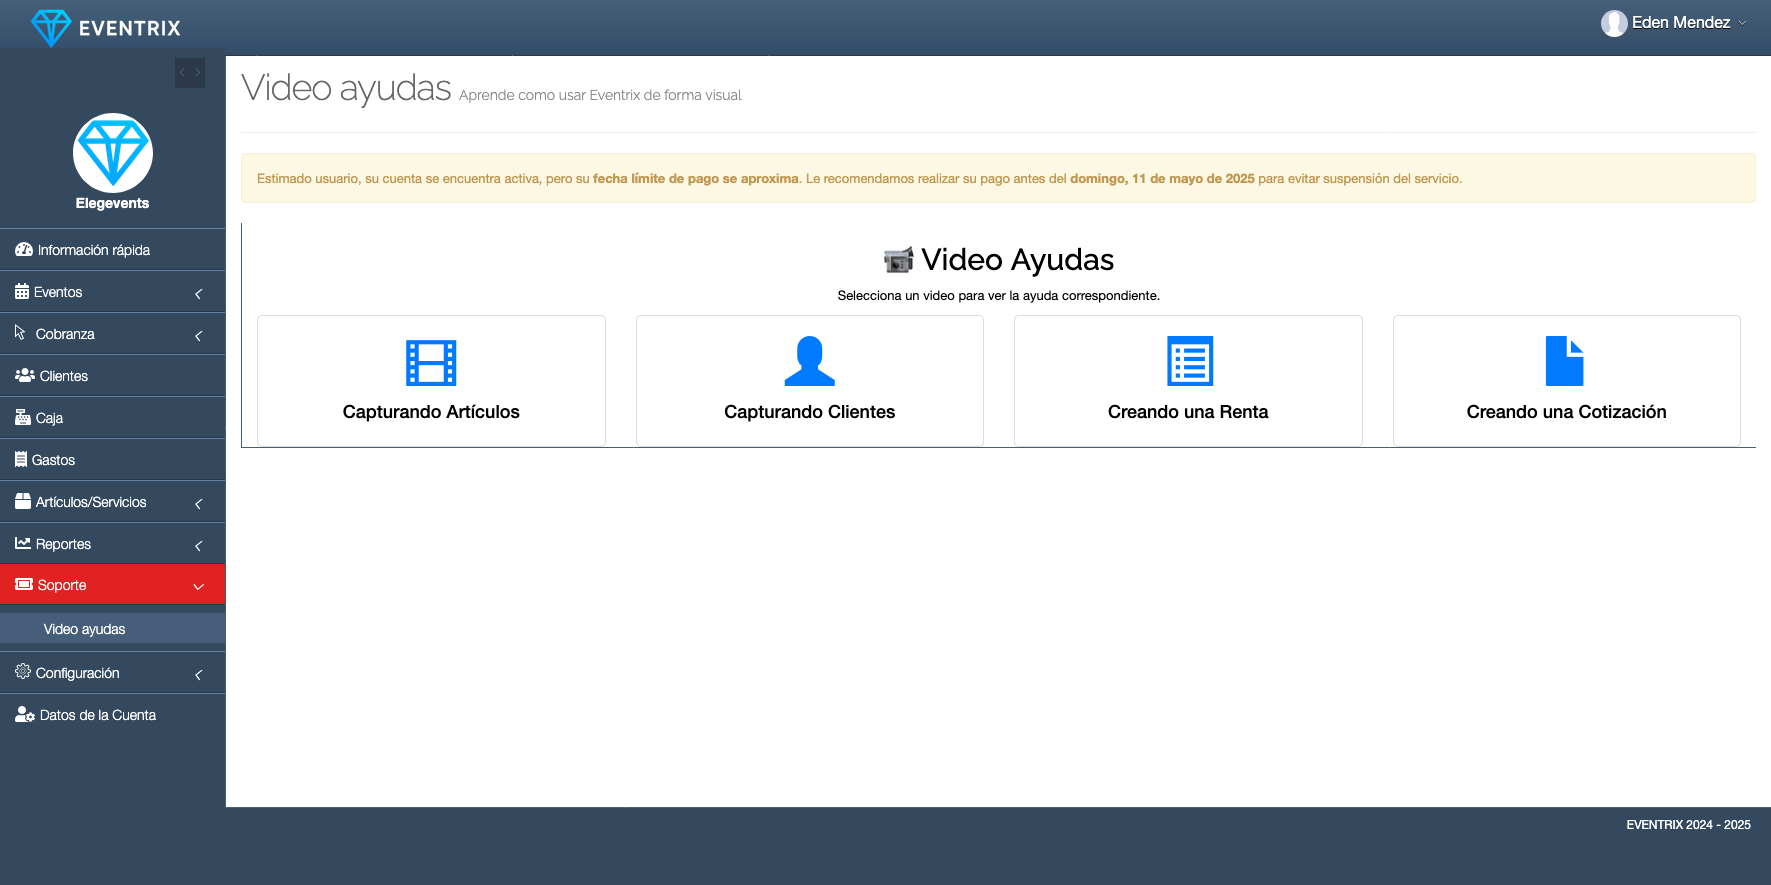 EVENTRIX
Eden Mendez
Elegevents
Información rápida
Eventos
Cobranza
Clientes
Caja
Gastos
Artículos/Servicios
Reportes
Soporte
Video ayudas
Configuración
Datos de la Cuenta
Video ayudas Aprende como usar Eventrix de forma visual
Estimado usuario, su cuenta se encuentra activa, pero su fecha límite de pago se aproxima. Le recomendamos realizar su pago antes del domingo, 11 de mayo de 2025 para evitar suspensión del servicio.
Video Ayudas
Selecciona un video para ver la ayuda correspondiente.
Capturando Artículos
Capturando Clientes
Creando una Renta
Creando una Cotización
EVENTRIX 2024 - 2025